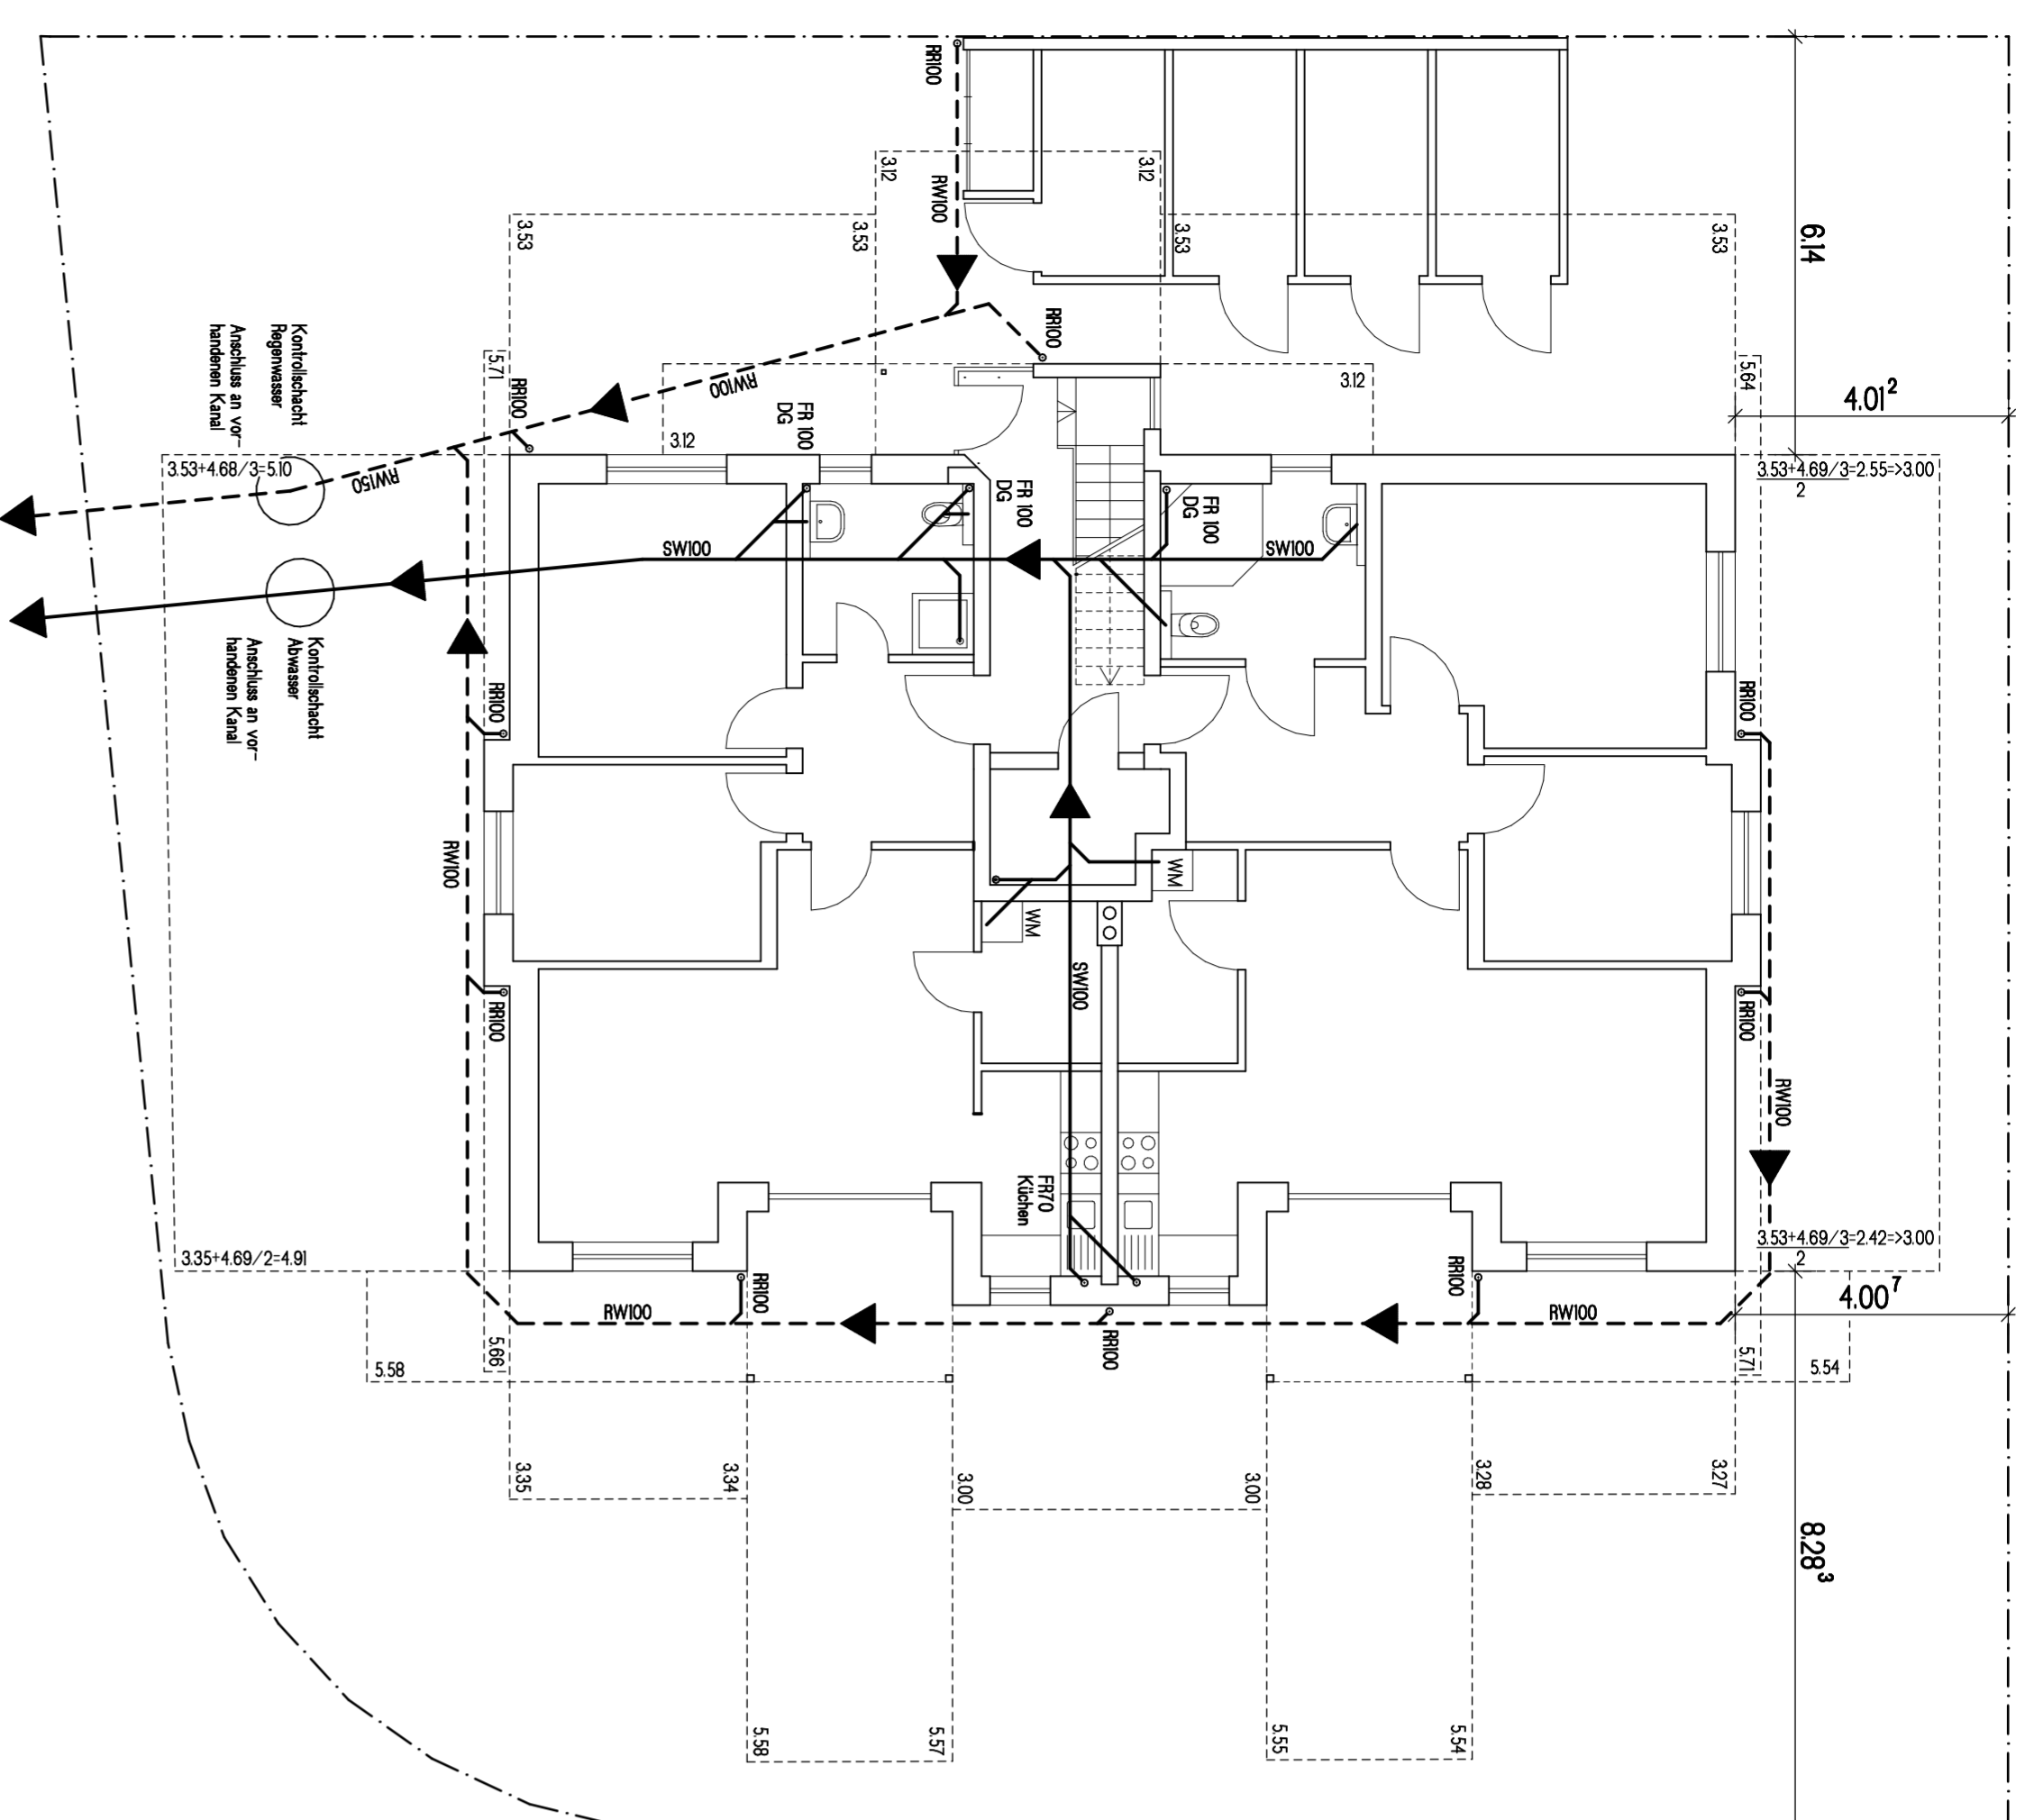 RR100
RW100
3.12
3.12
3.53
3.53
3.53
3.53
6.14
4.01²
RR100
5.71
5.64
3.12
3.12
RW100
RR100
Kontrollschacht
Regenwasser
Anschluss an vor-
handenen Kanal
FR 100
DG
3.53+4.68/3=5.10
RW150
3.53+4.69/3=2.55=>3.00
2
FR 100
DG
FR 100
DG
SW100
SW100
Kontrollschacht
Abwasser
Anschluss an vor-
handenen Kanal
RR100
RR100
RW100
WM
WM
SW100
RR100
RR100
RW100
FR70
Küchen
3.35+4.69/2=4.91
3.53+4.69/3=2.42=>3.00
2
RR100
RR100
4.00⁷
RW100
RW100
RR100
5.66
5.71
5.58
5.54
3.35
3.34
3.00
3.00
3.28
3.27
8.28³
5.58
5.57
5.55
5.54